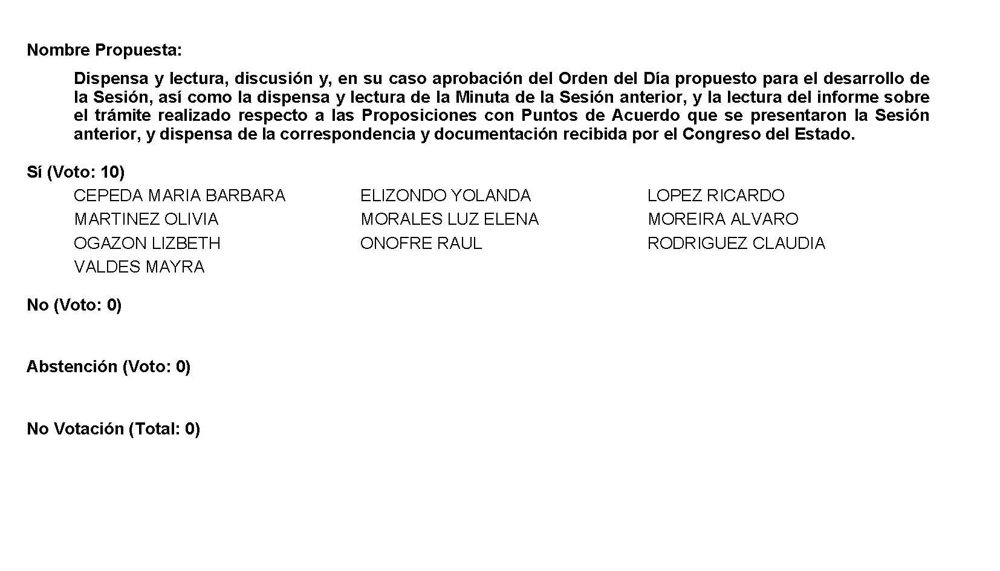 Nombre Propuesta:
Dispensa y lectura, discusión y, en su caso aprobación del Orden del Día propuesto para el desarrollo de
la Sesión, así como la dispensa y lectura de la Minuta de la Sesión anterior, y la lectura del informe sobre
el trámite realizado respecto a las Proposiciones con Puntos de Acuerdo que se presentaron la Sesión
anterior, y dispensa de la correspondencia y documentación recibida por el Congreso del Estado.
Sí (Voto: 10)
CEPEDA MARIA BARBARA ELIZONDO YOLANDA LOPEZ RICARDO
MARTINEZ OLIVIA MORALES LUZ ELENA MOREIRA ALVARO
OGAZON LIZBETH ONOFRE RAUL RODRIGUEZ CLAUDIA
VALDES MAYRA
No (Voto: 0)
Abstención (Voto: 0)
No Votación (Total: 0)